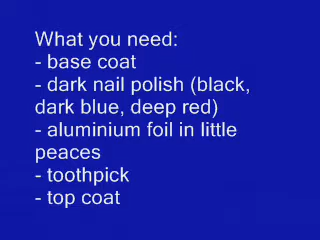 What you need:
- base coat
- dark nail polish (black,
dark blue, deep red)
- aluminium foil in little
peaces
- toothpick
- top coat